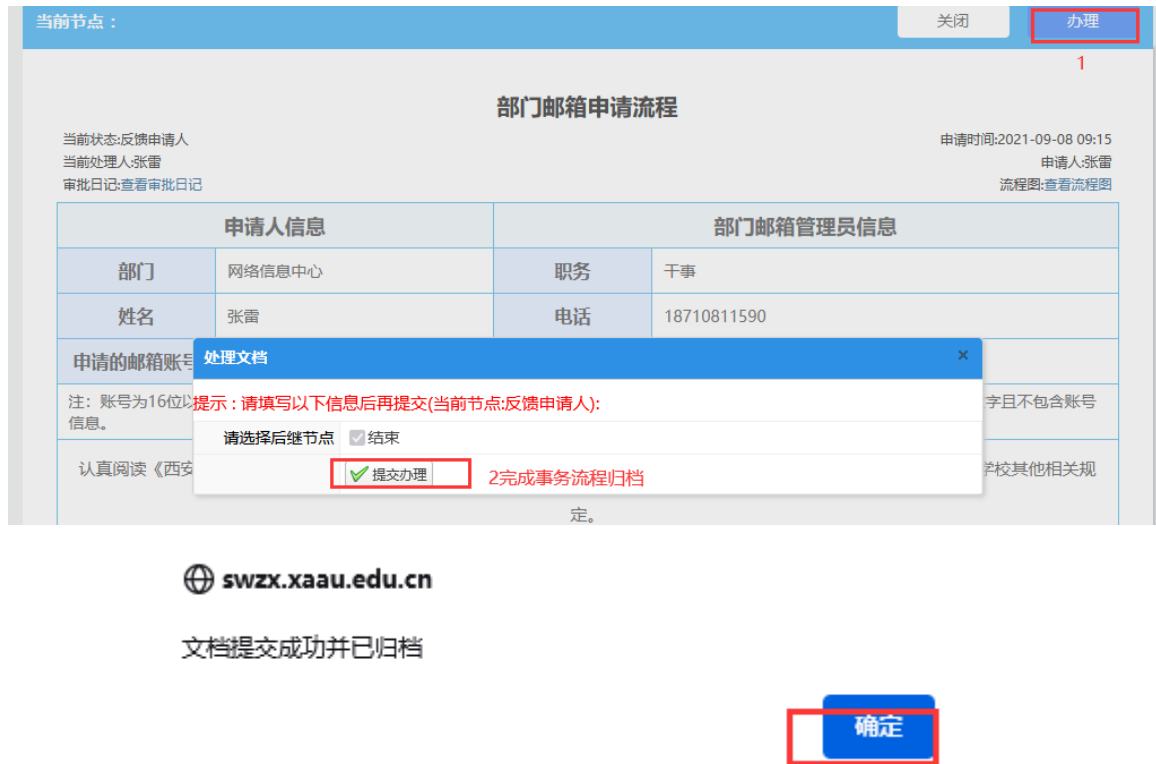 当前节点：
关闭
办理
1
部门邮箱申请流程
当前状态:反馈申请人
申请时间:2021-09-08 09:15
当前处理人:张雷
申请人:张雷
审批日记:查看审批日记
流程图:查看流程图
申请人信息
部门邮箱管理员信息
部门
网络信息中心
职务
干事
姓名
张雷
电话
18710811590
申请的邮箱账号
处理文档
×
注：账号为16位以
字且不包含账号
信息。
提示：请填写以下信息后再提交(当前节点:反馈申请人):
请选择后继节点
结束
认真阅读《西安
提交办理
2完成事务流程归档
学校其他相关规
定。
swzx.xaau.edu.cn
文档提交成功并已归档
确定